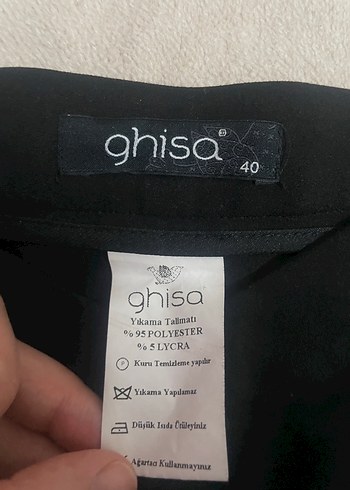 ghisa
40
ghisa
Yıkama Talimatı
% 95 POLYESTER
% 5 LYCRA
Kuru Temizleme yapılır
Yıkama Yapılamaz
Düşük Isıda Ütüleyiniz
Ağartıcı Kullanmayınız